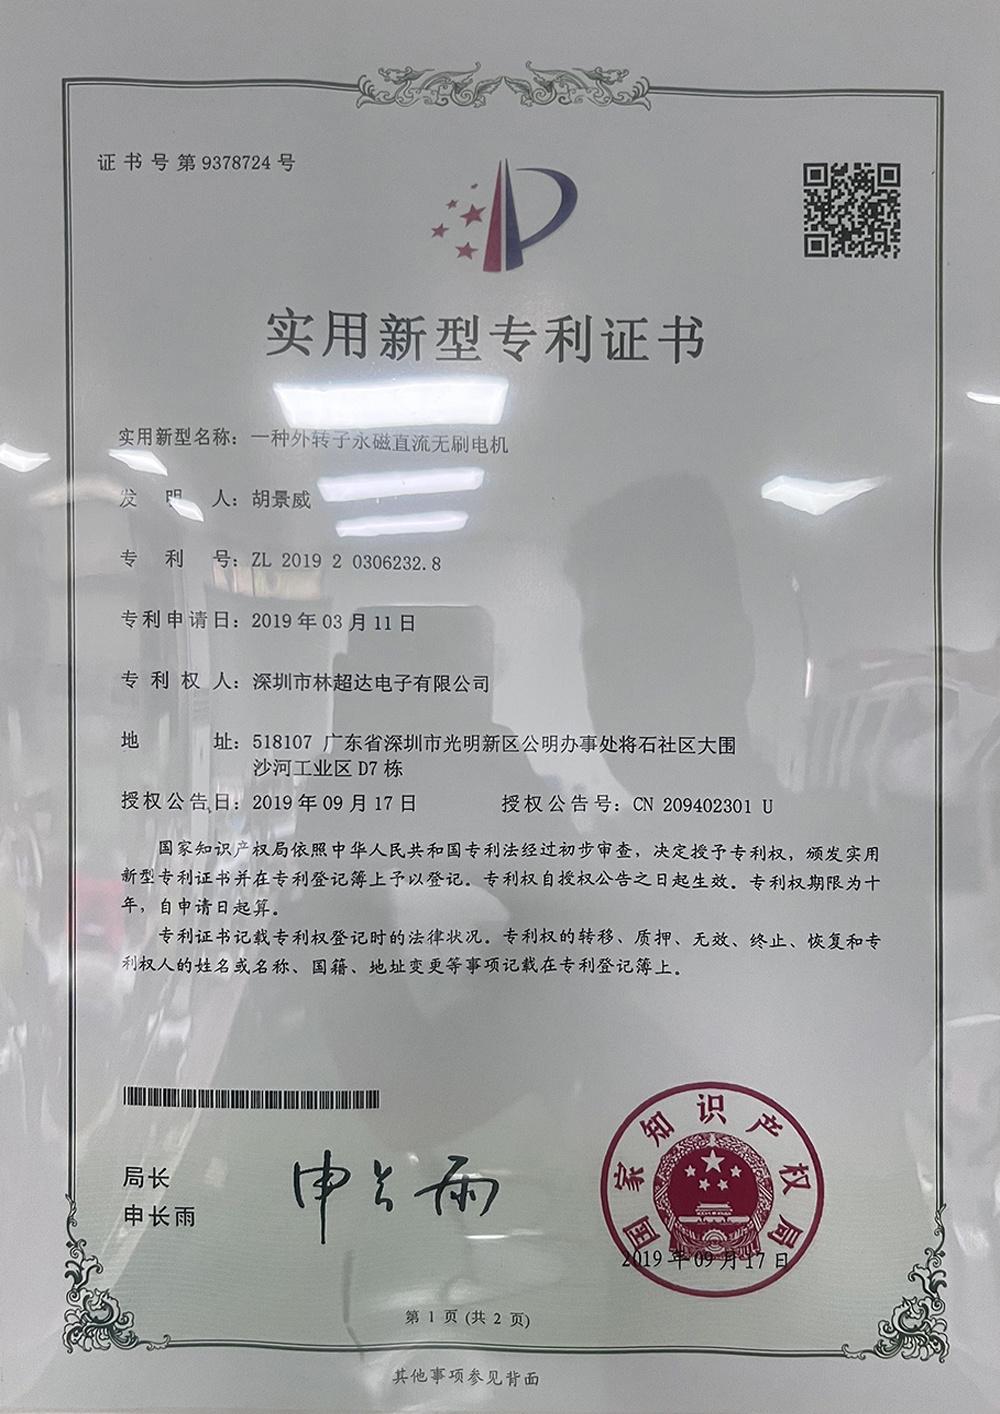 证书号第9378724号
实用新型专利证书
实用新型名称：一种外转子永磁直流无刷电机
发明人：胡景威
专利号：ZL 2019 2 0306232.8
专利申请日：2019年03月11日
专利权人：深圳市林超达电子有限公司
地址：518107 广东省深圳市光明新区公明办事处将石社区大围
沙河工业区D7栋
授权公告日：2019年09月17日 授权公告号：CN 209402301 U
国家知识产权局依照中华人民共和国专利法经过初步审查，决定授予专利权，颁发实用
新型专利证书并在专利登记簿上予以登记。专利权自授权公告之日起生效。专利权期限为十
年，自申请日起算。
专利证书记载专利权登记时的法律状况。专利权的转移、质押、无效、终止、恢复和专
利权人的姓名或名称、国籍、地址变更等事项记载在专利登记簿上。
局长
申长雨
申长雨
国家知识产权局
2019年09月17日
第 1 页 (共 2 页)
其他事项参见背面